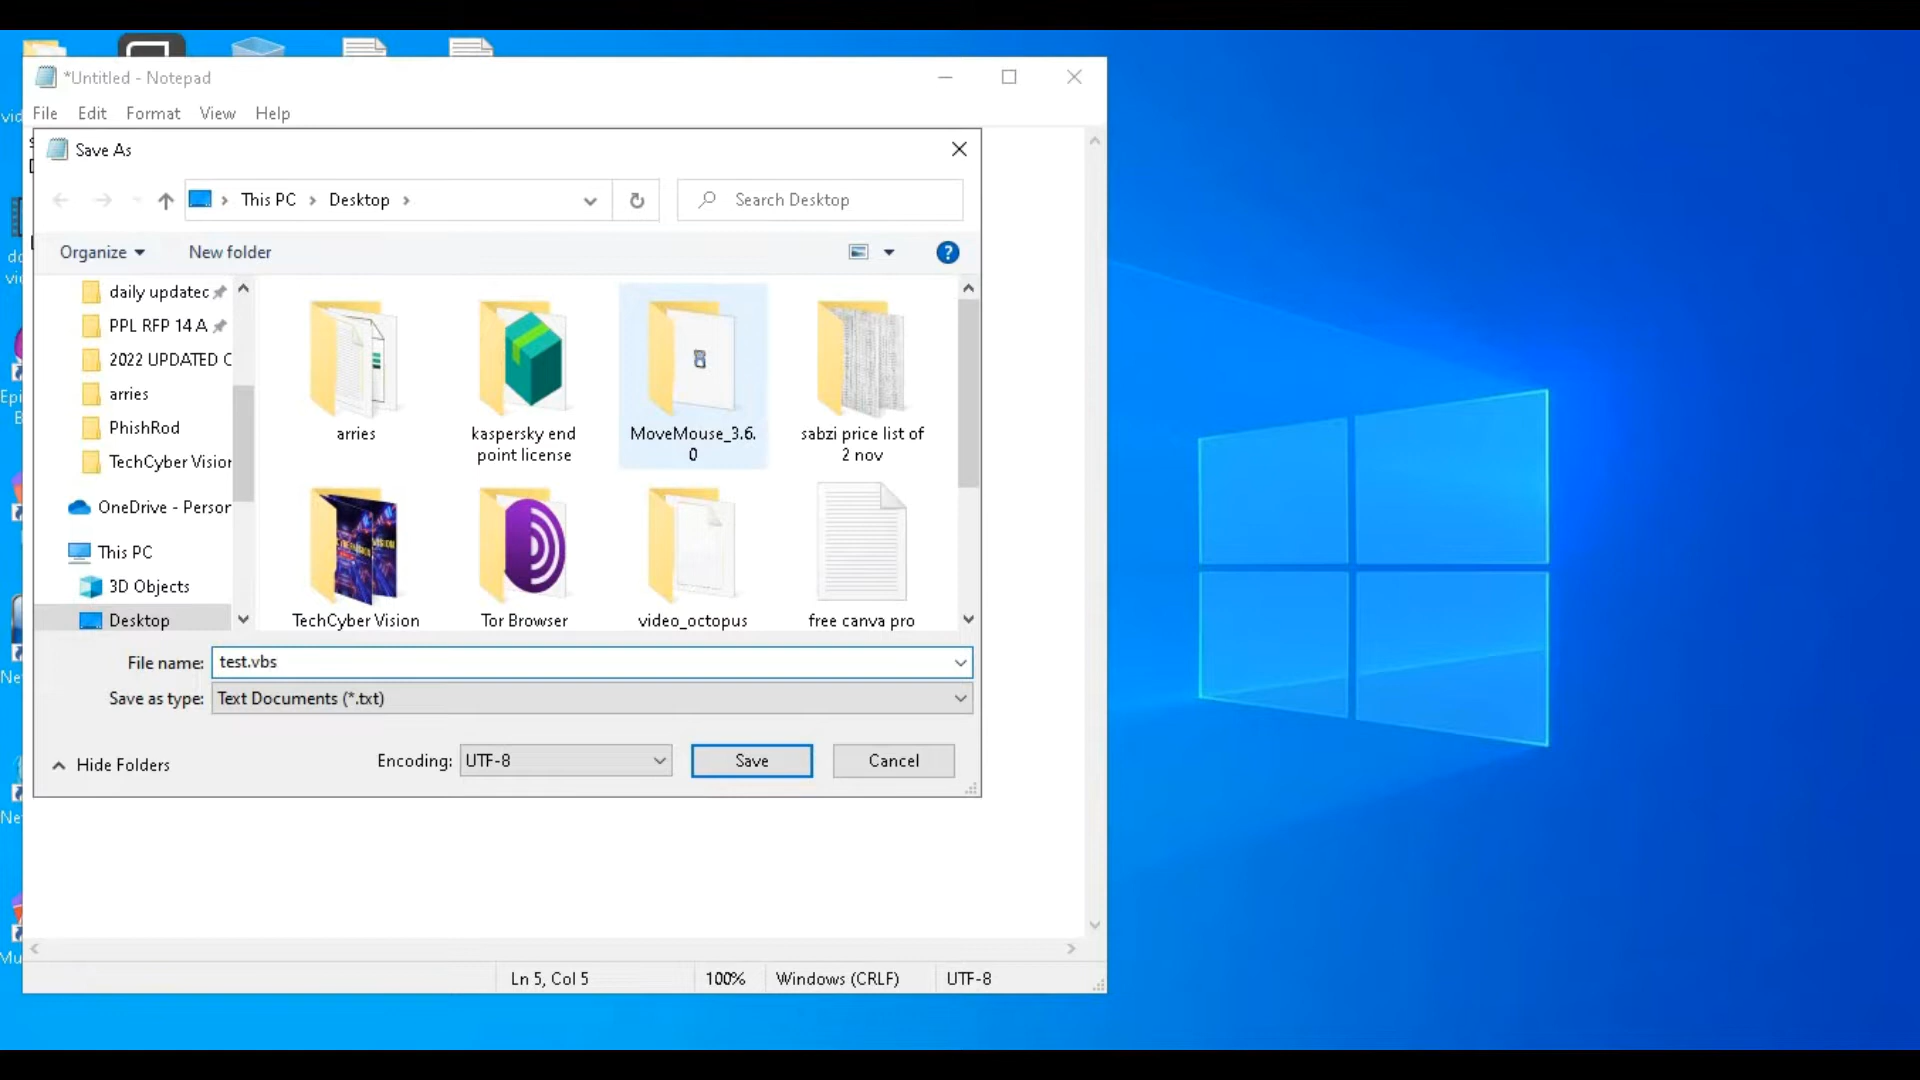 *Untitled - Notepad
File Edit Format View Help
Save As
This PC Desktop
Search Desktop
Organize New folder
daily updatec
PPL RFP 14 A
2022 UPDATED C
arries
PhishRod
TechCyber Vision
OneDrive - Person
This PC
3D Objects
Desktop
arries
kaspersky end
point license
MoveMouse_3.6.
0
sabzi price list of
2 nov
TechCyber Vision
Tor Browser
video_octopus
free canva pro
File name: test.vbs
Save as type: Text Documents (*.txt)
Hide Folders
Encoding: UTF-8 Save Cancel
Ln 5, Col 5 100% Windows (CRLF) UTF-8